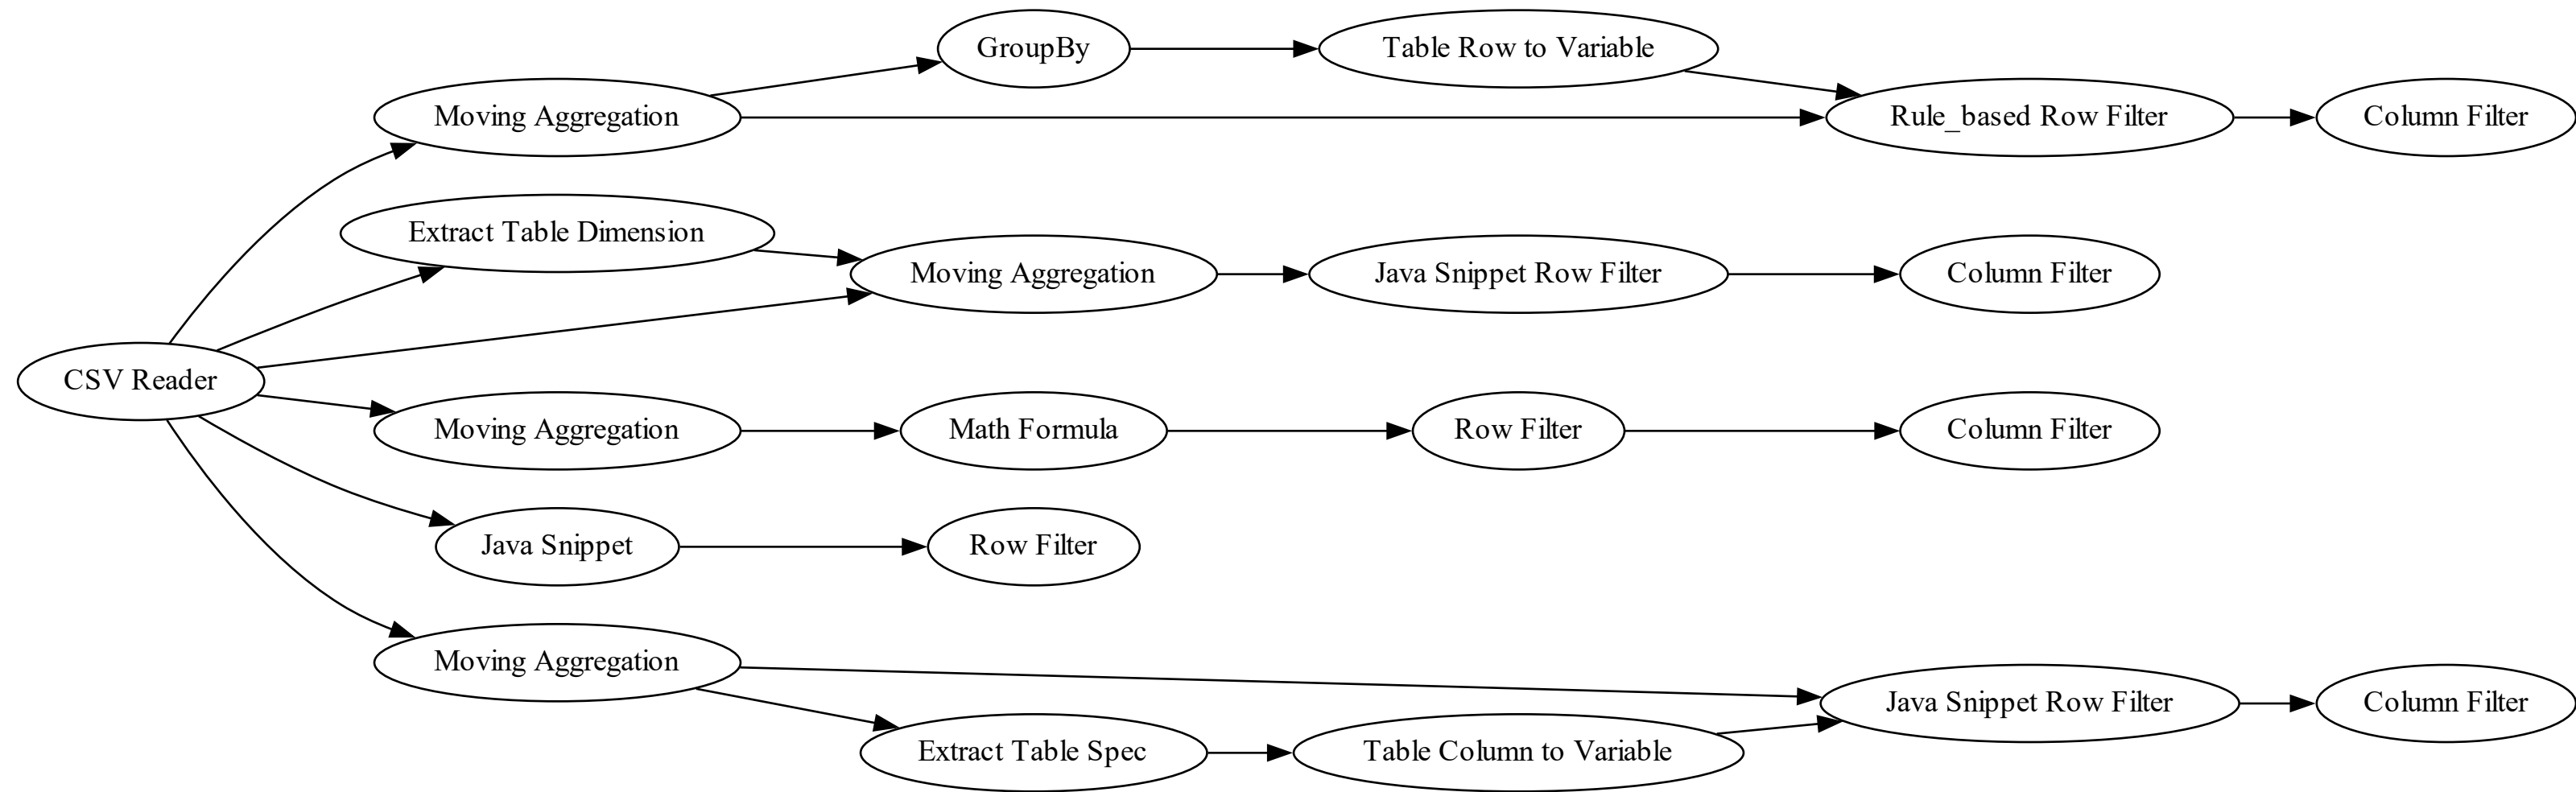 GroupBy
Table Row to Variable
Moving Aggregation
Rule_based Row Filter
Column Filter
Extract Table Dimension
Moving Aggregation
Java Snippet Row Filter
Column Filter
CSV Reader
Moving Aggregation
Math Formula
Row Filter
Column Filter
Java Snippet
Row Filter
Moving Aggregation
Java Snippet Row Filter
Column Filter
Extract Table Spec
Table Column to Variable